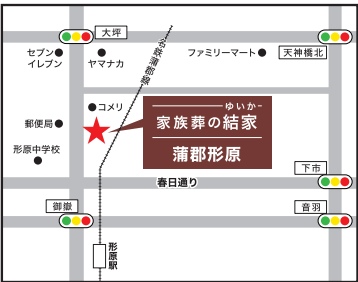 大坪
セブン
イレブン
ヤマナカ
名鉄蒲郡線
ファミリーマート
天神橋北
コメリ
郵便局
形原中学校
ゆいか
家族葬の結家
蒲郡形原
下市
春日通り
御嶽
音羽
形原駅